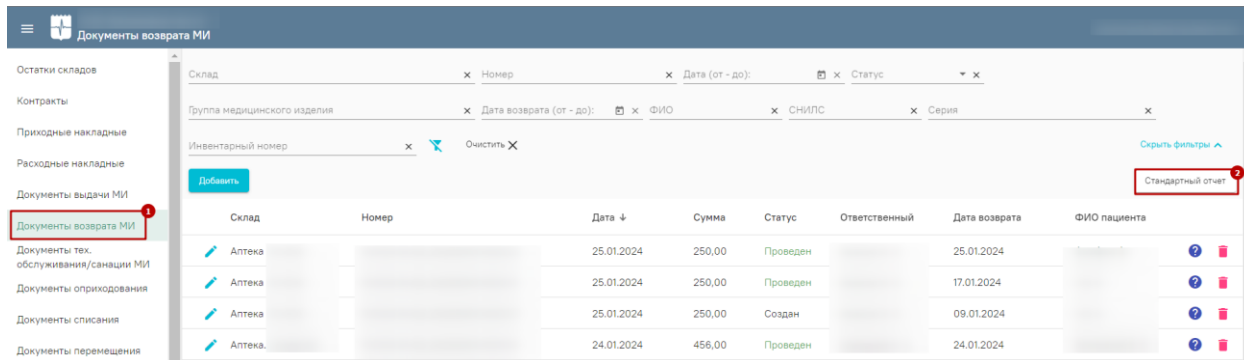 Документы возврата МИ
Остатки складов
Контракты
Приходные накладные
Расходные накладные
Документы выдачи МИ
1
Документы возврата МИ
Документы тех.
обслуживания/санации МИ
Документы оприходования
Документы списания
Документы перемещения
Склад Номер Дата (от - до): Статус
Группа медицинского изделия Дата возврата (от - до): ФИО СНИЛС Серия
Инвентарный номер Очистить Скрыть фильтры
2
Добавить Стандартный отчет
Склад Номер Дата Сумма Статус Ответственный Дата возврата ФИО пациента
Аптека 25.01.2024 250,00 Проведен 25.01.2024
Аптека 25.01.2024 250,00 Проведен 17.01.2024
Аптека 25.01.2024 250,00 Создан 09.01.2024
Аптека. 24.01.2024 456,00 Проведен 24.01.2024